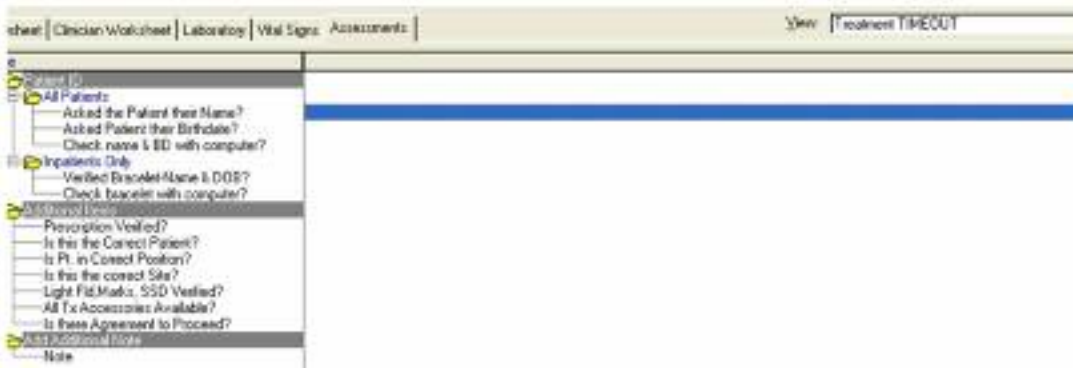 sheet | Clinician Worksheet | Laboratory | Vital Signs Assessments | View: Treatment TIMEOUT
Patient ID
All Patients
Asked the Patient their Name?
Asked Patient their Birthdate?
Check name & BD with computer?
Inpatients Only
Verified Bracelet-Name & DOB?
Check bracelet with computer?
Additional Items
Prescription Verified?
Is this the Correct Patient?
Is Pt. in Correct Position?
Is this the correct Site?
Light Fld,Marks, SSD Verified?
All Tx Accessories Available?
Is there Agreement to Proceed?
Add Additional Note
Note